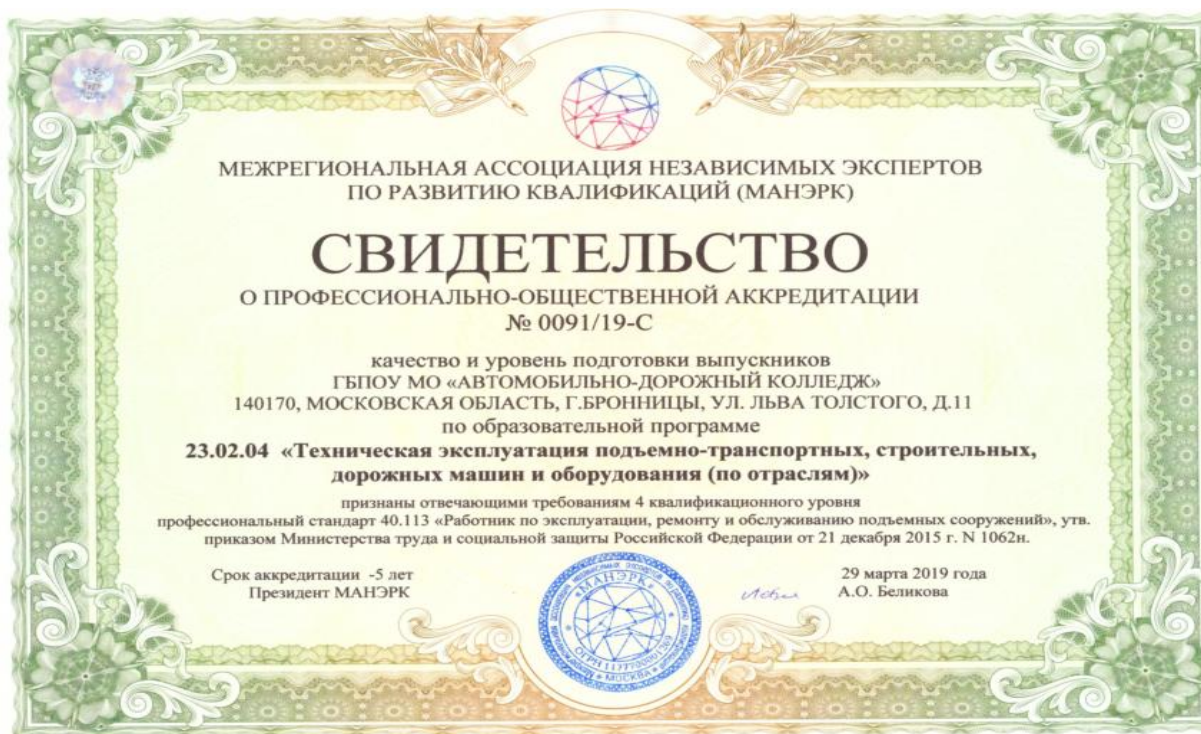 МЕЖРЕГИОНАЛЬНАЯ АССОЦИАЦИЯ НЕЗАВИСИМЫХ ЭКСПЕРТОВ
ПО РАЗВИТИЮ КВАЛИФИКАЦИЙ (МАНЭРК)
СВИДЕТЕЛЬСТВО
О ПРОФЕССИОНАЛЬНО-ОБЩЕСТВЕННОЙ АККРЕДИТАЦИИ
№ 0091/19-С
качество и уровень подготовки выпускников
ГБПОУ МО «АВТОМОБИЛЬНО-ДОРОЖНЫЙ КОЛЛЕДЖ»
140170, МОСКОВСКАЯ ОБЛАСТЬ, Г.БРОННИЦЫ, УЛ. ЛЬВА ТОЛСТОГО, Д.11
по образовательной программе
23.02.04 «Техническая эксплуатация подъемно-транспортных, строительных,
дорожных машин и оборудования (по отраслям)»
признаны отвечающими требованиям 4 квалификационного уровня
профессиональный стандарт 40.113 «Работник по эксплуатации, ремонту и обслуживанию подъемных сооружений», утв.
приказом Министерства труда и социальной защиты Российской Федерации от 21 декабря 2015 г. N 1062н.
Срок аккредитации -5 лет
29 марта 2019 года
Президент МАНЭРК
А.О. Беликова
«МАНЭРК»
МОСКВА